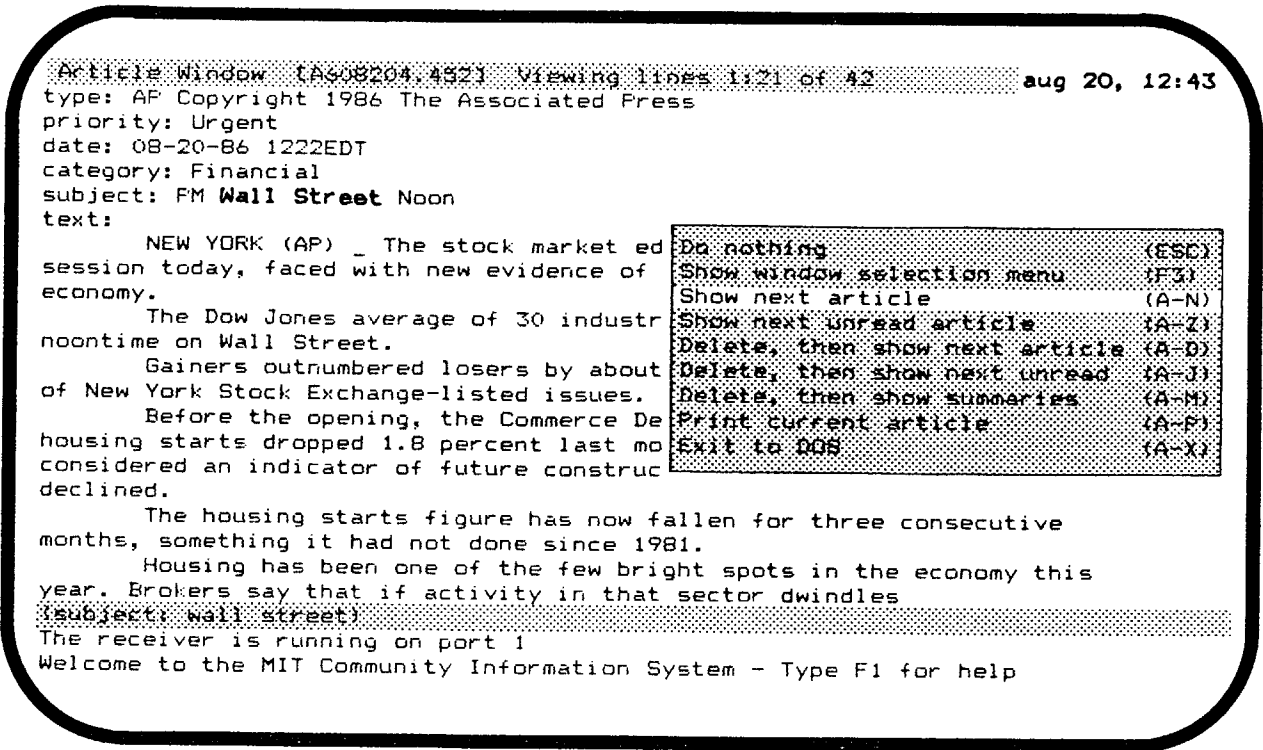 Article Window [A608204.452] Viewing lines 1:21 of 42 aug 20, 12:43
type: AP Copyright 1986 The Associated Press
priority: Urgent
date: 08-20-86 1222EDT
category: Financial
subject: PM Wall Street Noon
text:
NEW YORK (AP) _ The stock market ed
session today, faced with new evidence of
economy.
The Dow Jones average of 30 industr
noontime on Wall Street.
Gainers outnumbered losers by about
of New York Stock Exchange-listed issues.
Before the opening, the Commerce De
housing starts dropped 1.8 percent last mo
considered an indicator of future construc
declined.
Do nothing (ESC)
Show window selection menu (F3)
Show next article (A-N)
Show next unread article (A-Z)
Delete, then show next article (A-D)
Delete, then show next unread (A-J)
Delete, then show summaries (A-M)
Print current article (A-P)
Exit to DOS (A-X)
The housing starts figure has now fallen for three consecutive
months, something it had not done since 1981.
Housing has been one of the few bright spots in the economy this
year. Brokers say that if activity in that sector dwindles
(subject: wall street)
The receiver is running on port 1
Welcome to the MIT Community Information System - Type F1 for help